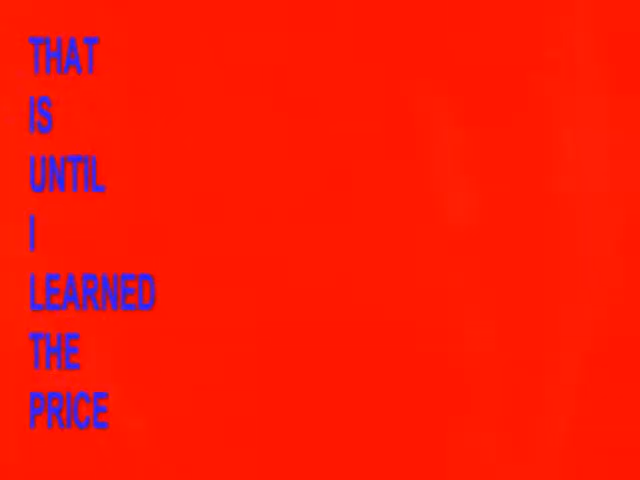 THAT
IS
UNTIL
I
LEARNED
THE
PRICE